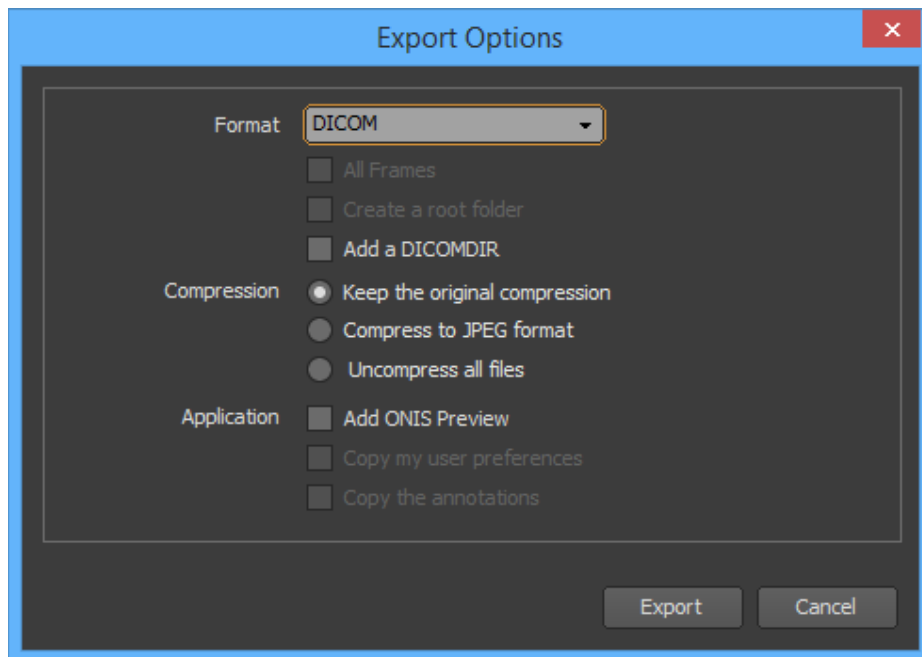 Export Options
Format DICOM
All Frames
Create a root folder
Add a DICOMDIR
Compression Keep the original compression
Compress to JPEG format
Uncompress all files
Application Add ONIS Preview
Copy my user preferences
Copy the annotations
Export Cancel